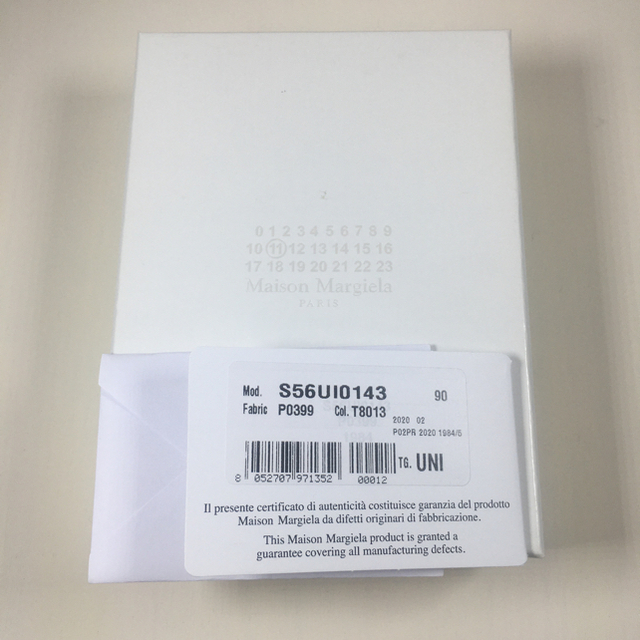 0 1 2 3 4 5 6 7 8 9
10 11 12 13 14 15 16
17 18 19 20 21 22 23
Maison Margiela
PARIS
Mod. S56UI0143 90
Fabric P0399 Col. T8013
2020 02
P02PR 2020 1984/5
8 052707 971352 00012 TG. UNI
Il presente certificato di autenticità costituisce garanzia del prodotto
Maison Margiela da difetti originari di fabbricazione.
This Maison Margiela product is granted a
guarantee covering all manufacturing defects.